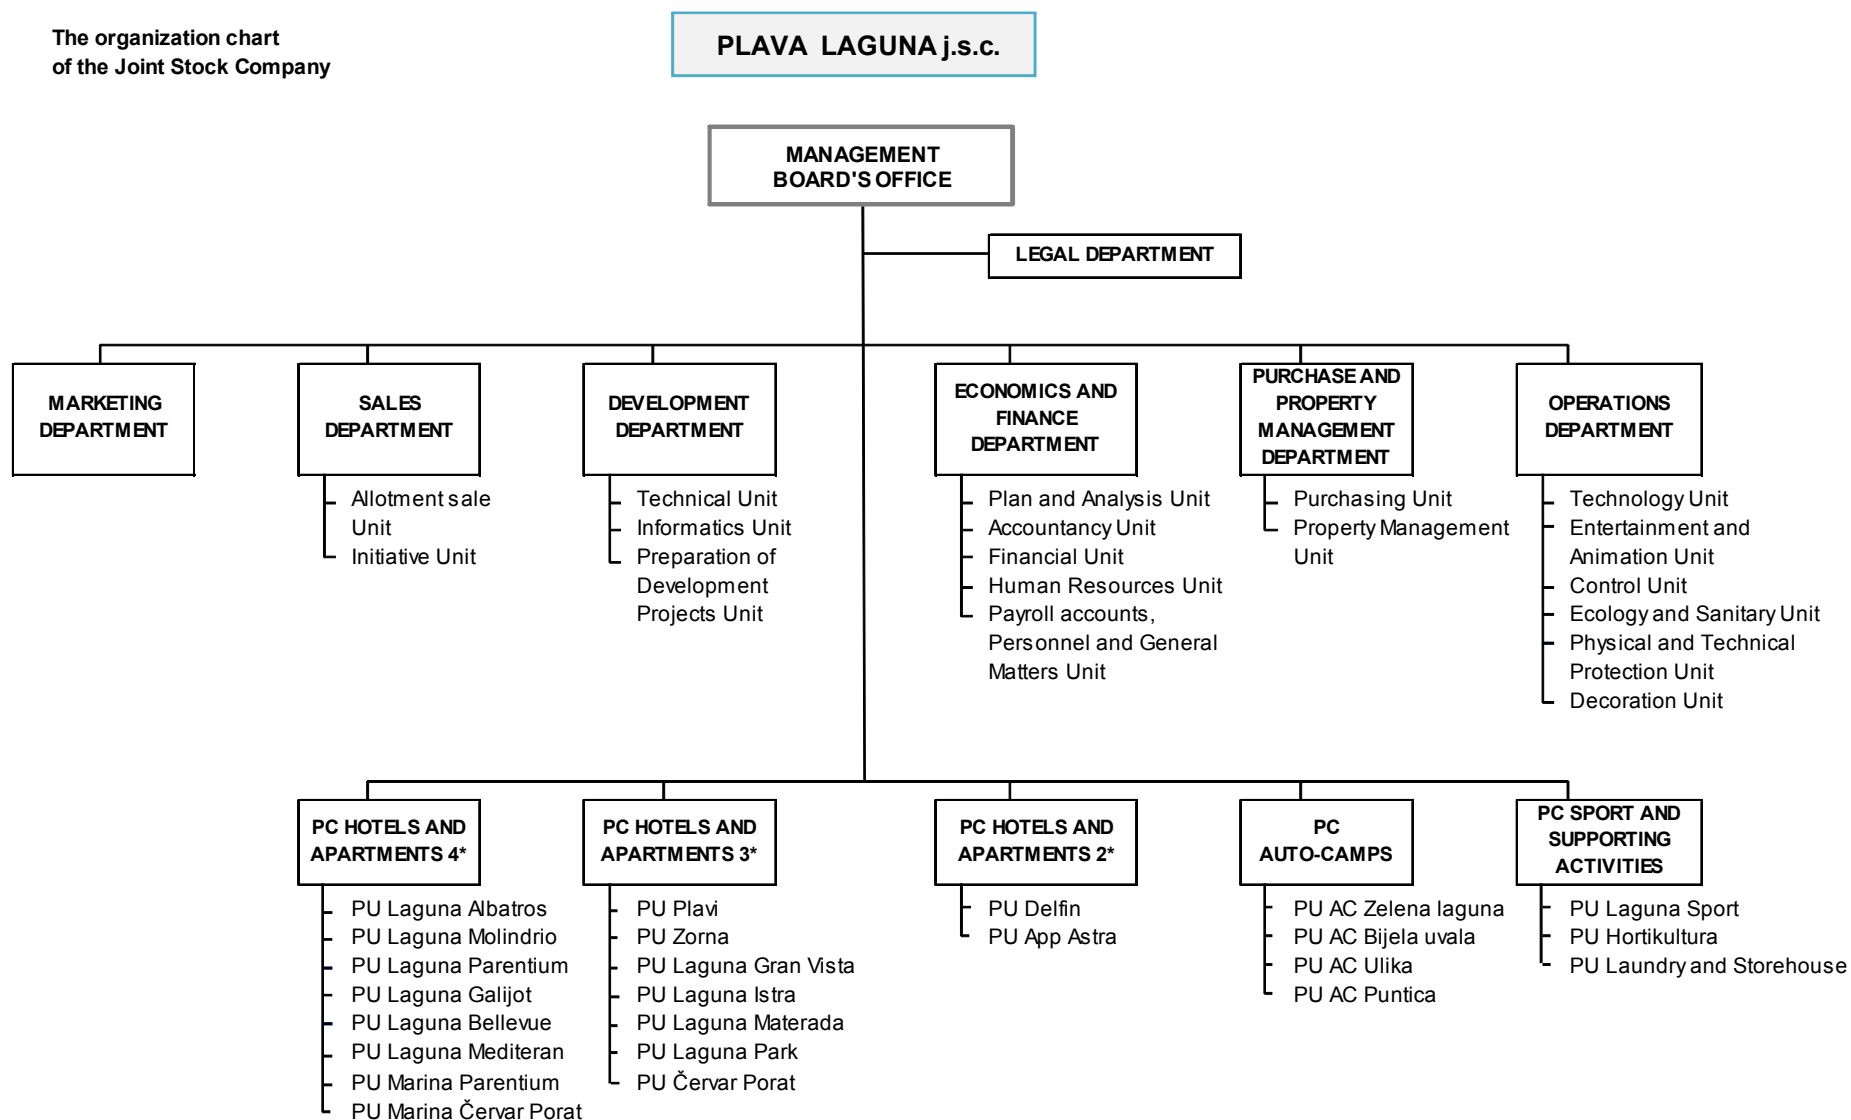 The organization chart
of the Joint Stock Company
PLAVA LAGUNA j.s.c.
MANAGEMENT
BOARD'S OFFICE
LEGAL DEPARTMENT
MARKETING
DEPARTMENT
SALES
DEPARTMENT
Allotment sale
Unit
Initiative Unit
DEVELOPMENT
DEPARTMENT
Technical Unit
Informatics Unit
Preparation of
Development
Projects Unit
ECONOMICS AND
FINANCE
DEPARTMENT
Plan and Analysis Unit
Accountancy Unit
Financial Unit
Human Resources Unit
Payroll accounts,
Personnel and General
Matters Unit
PURCHASE AND
PROPERTY
MANAGEMENT
DEPARTMENT
Purchasing Unit
Property Management
Unit
OPERATIONS
DEPARTMENT
Technology Unit
Entertainment and
Animation Unit
Control Unit
Ecology and Sanitary Unit
Physical and Technical
Protection Unit
Decoration Unit
PC HOTELS AND
APARTMENTS 4*
PU Laguna Albatros
PU Laguna Molindrio
PU Laguna Parentium
PU Laguna Galijot
PU Laguna Bellevue
PU Laguna Mediteran
PU Marina Parentium
PU Marina Červar Porat
PC HOTELS AND
APARTMENTS 3*
PU Plavi
PU Zorna
PU Laguna Gran Vista
PU Laguna Istra
PU Laguna Materada
PU Laguna Park
PU Červar Porat
PC HOTELS AND
APARTMENTS 2*
PU Delfin
PU App Astra
PC
AUTO-CAMPS
PU AC Zelena laguna
PU AC Bijela uvala
PU AC Ulika
PU AC Puntica
PC SPORT AND
SUPPORTING
ACTIVITIES
PU Laguna Sport
PU Hortikultura
PU Laundry and Storehouse